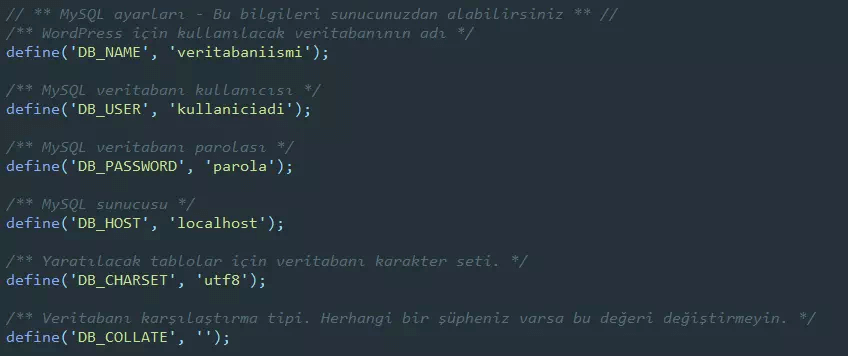 // ** MySQL ayarları - Bu bilgileri sunucunuzdan alabilirsiniz ** //
/** WordPress için kullanılacak veritabanının adı */
define('DB_NAME', 'veritabaniismi');
/** MySQL veritabanı kullanıcısı */
define('DB_USER', 'kullaniciadi');
/** MySQL veritabanı parolası */
define('DB_PASSWORD', 'parola');
/** MySQL sunucusu */
define('DB_HOST', 'localhost');
/** Yaratılacak tablolar için veritabanı karakter seti. */
define('DB_CHARSET', 'utf8');
/** Veritabanı karşılaştırma tipi. Herhangi bir şüpheniz varsa bu değeri değiştirmeyin. */
define('DB_COLLATE', '');